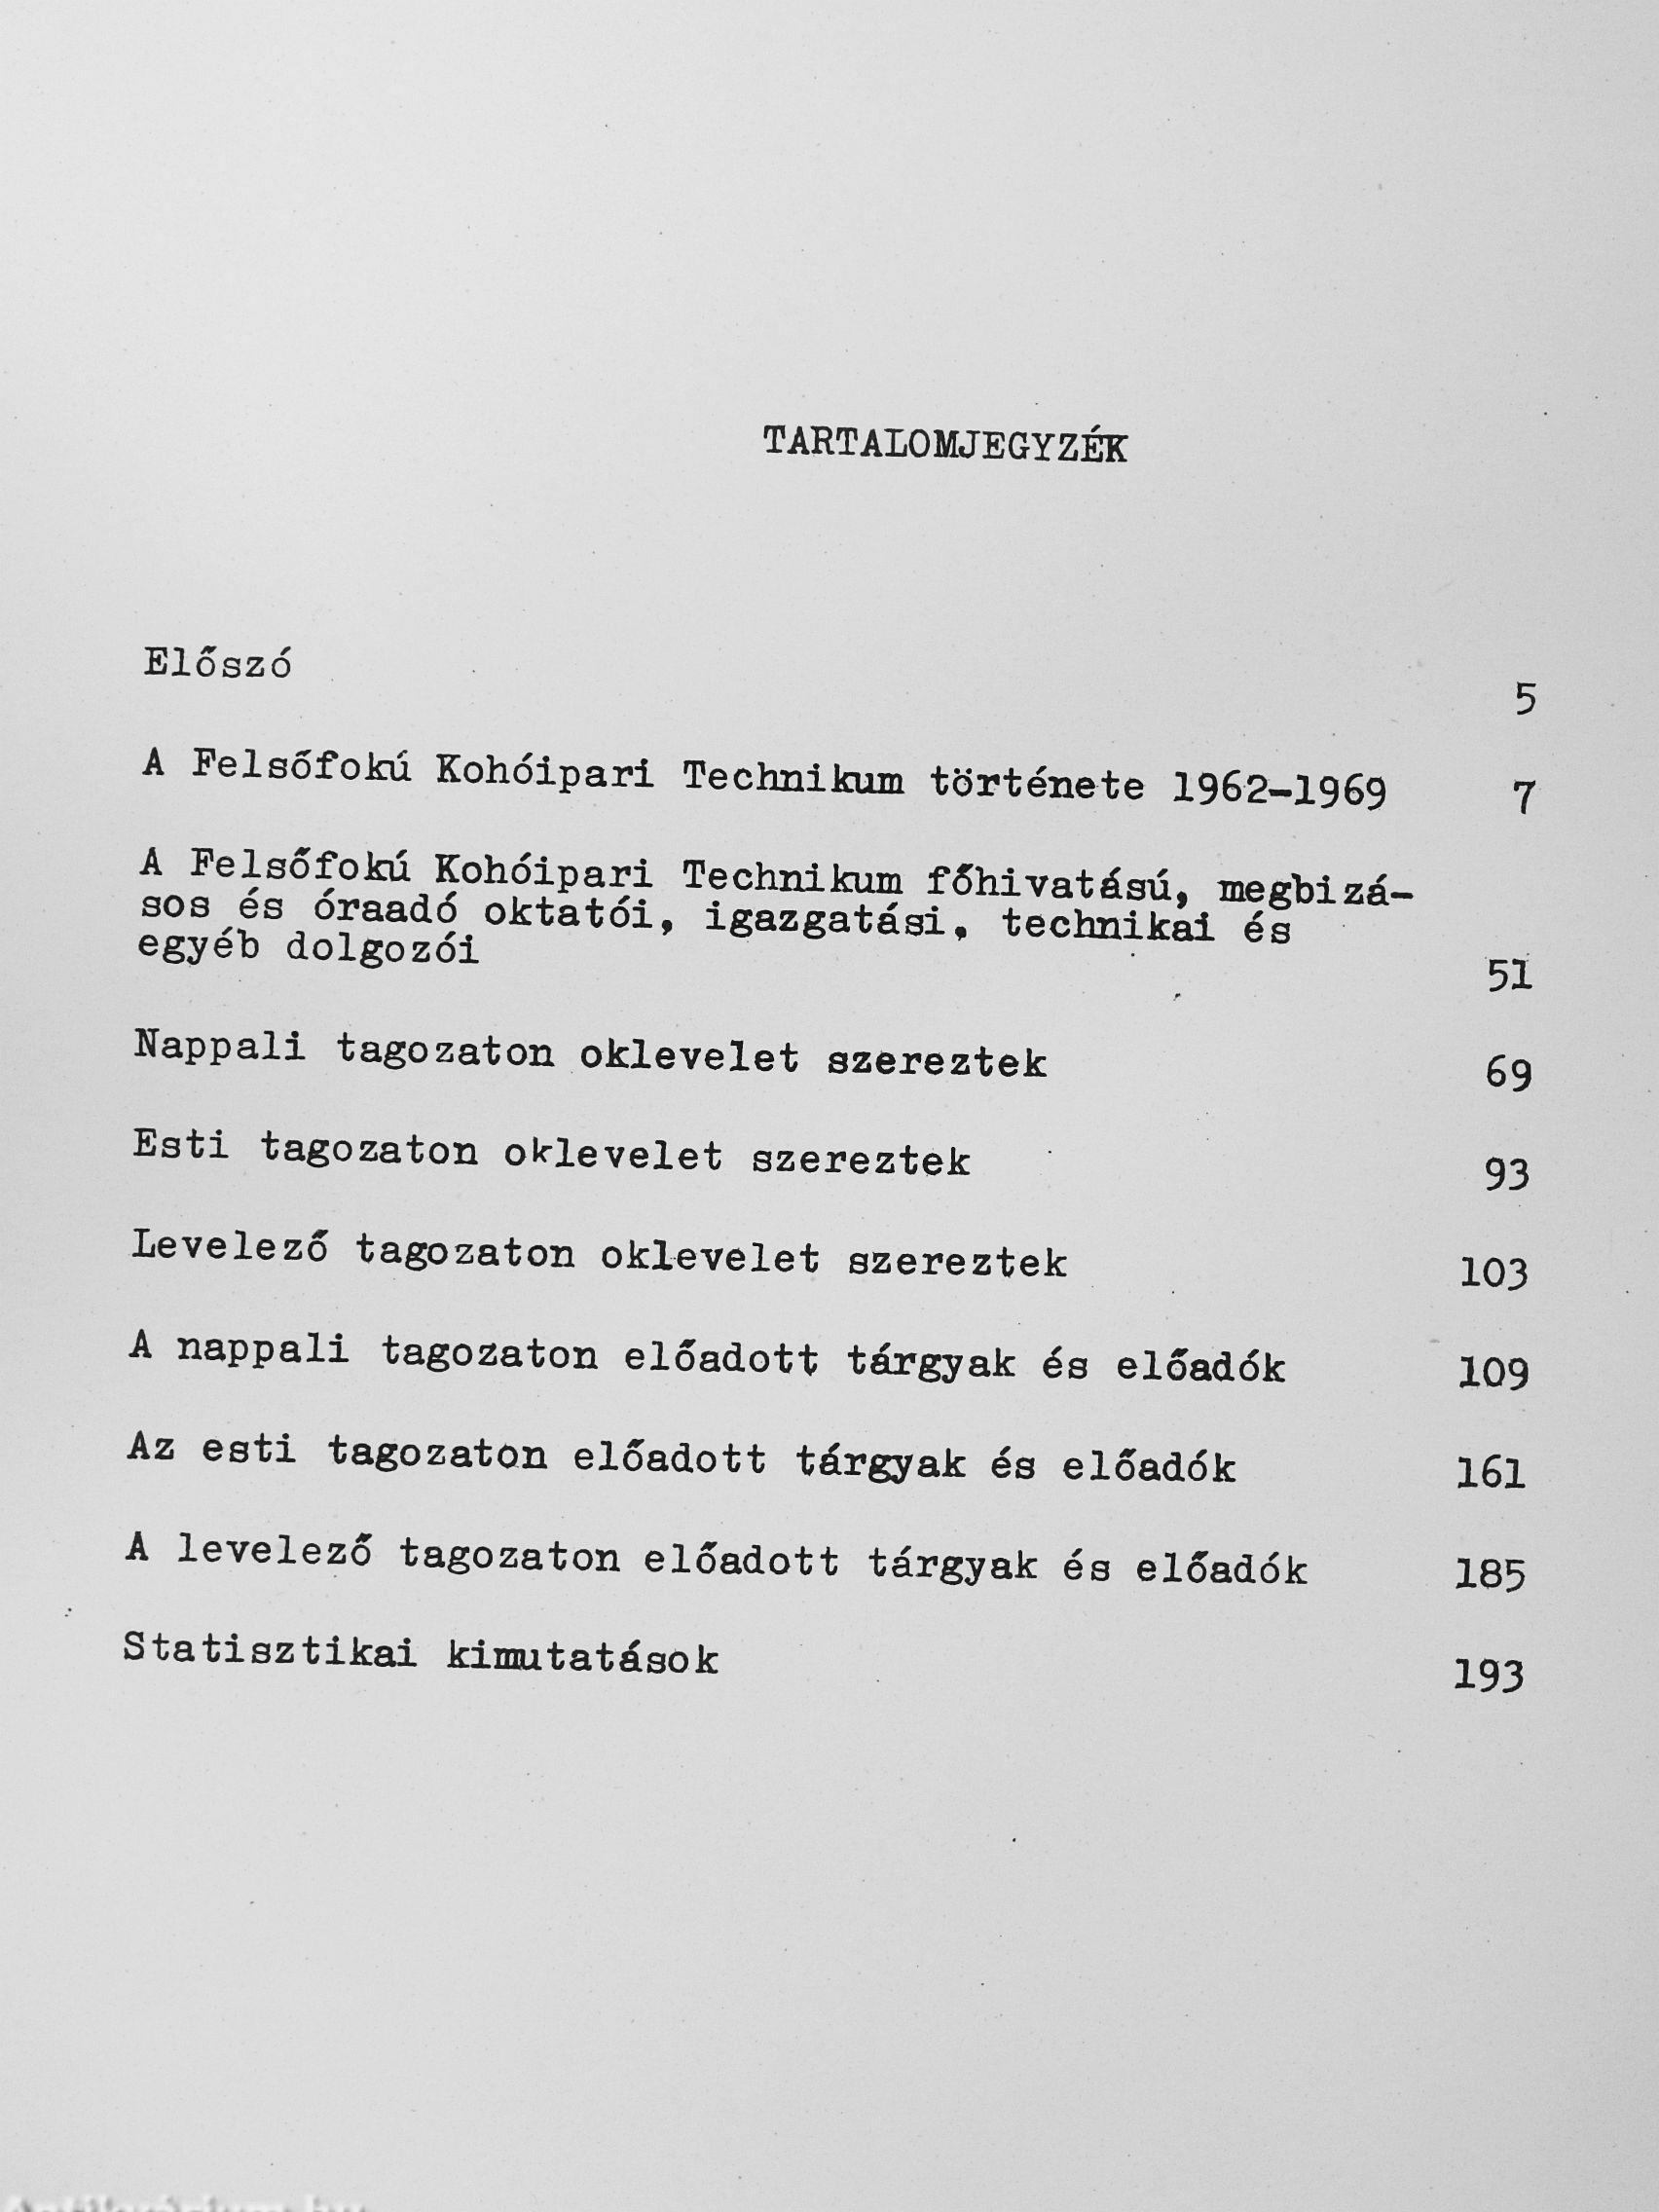 TARTALOMJEGYZÉK
Előszó 5
A Felsőfokú Kohóipari Technikum története 1962-1969 7
A Felsőfokú Kohóipari Technikum főhivatású, megbizá-
sos és óraadó oktatói, igazgatási, technikai és
egyéb dolgozói 51
Nappali tagozaton oklevelet szereztek 69
Esti tagozaton oklevelet szereztek 93
Levelező tagozaton oklevelet szereztek 103
A nappali tagozaton előadott tárgyak és előadók 109
Az esti tagozaton előadott tárgyak és előadók 161
A levelező tagozaton előadott tárgyak és előadók 185
Statisztikai kimutatások 193